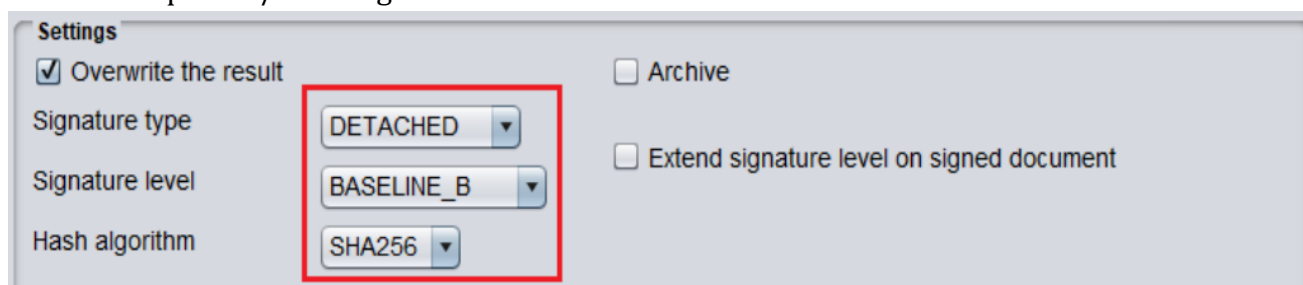 Settings
Overwrite the result
Archive
Signature type
DETACHED
Extend signature level on signed document
Signature level
BASELINE_B
Hash algorithm
SHA256